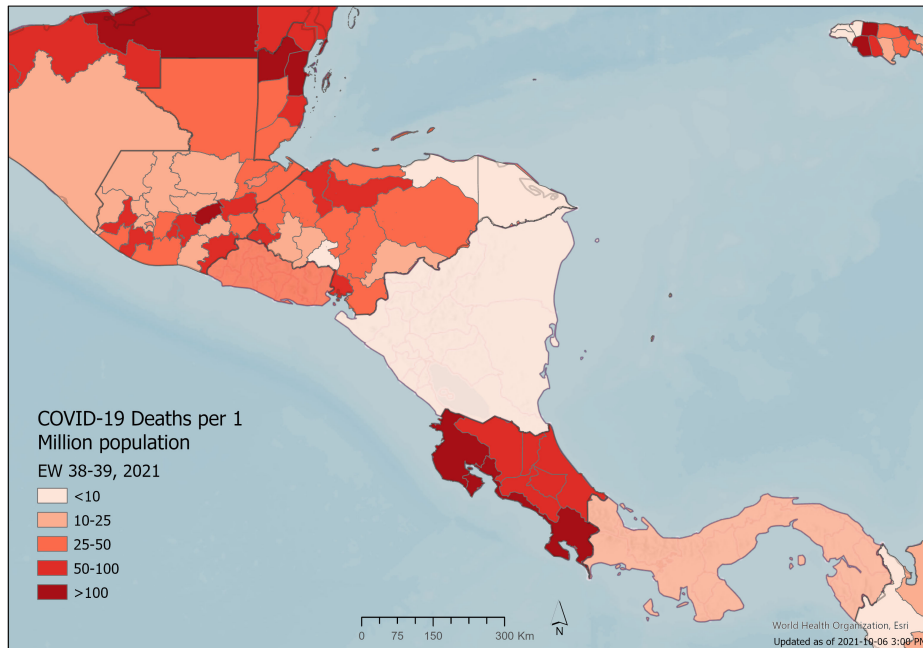 COVID-19 Deaths per 1
Million population
EW 38-39, 2021
<10
10-25
25-50
50-100
>100
0 75 150 300 Km
N
World Health Organization, Esri
Updated as of 2021-10-06 3:00 PM